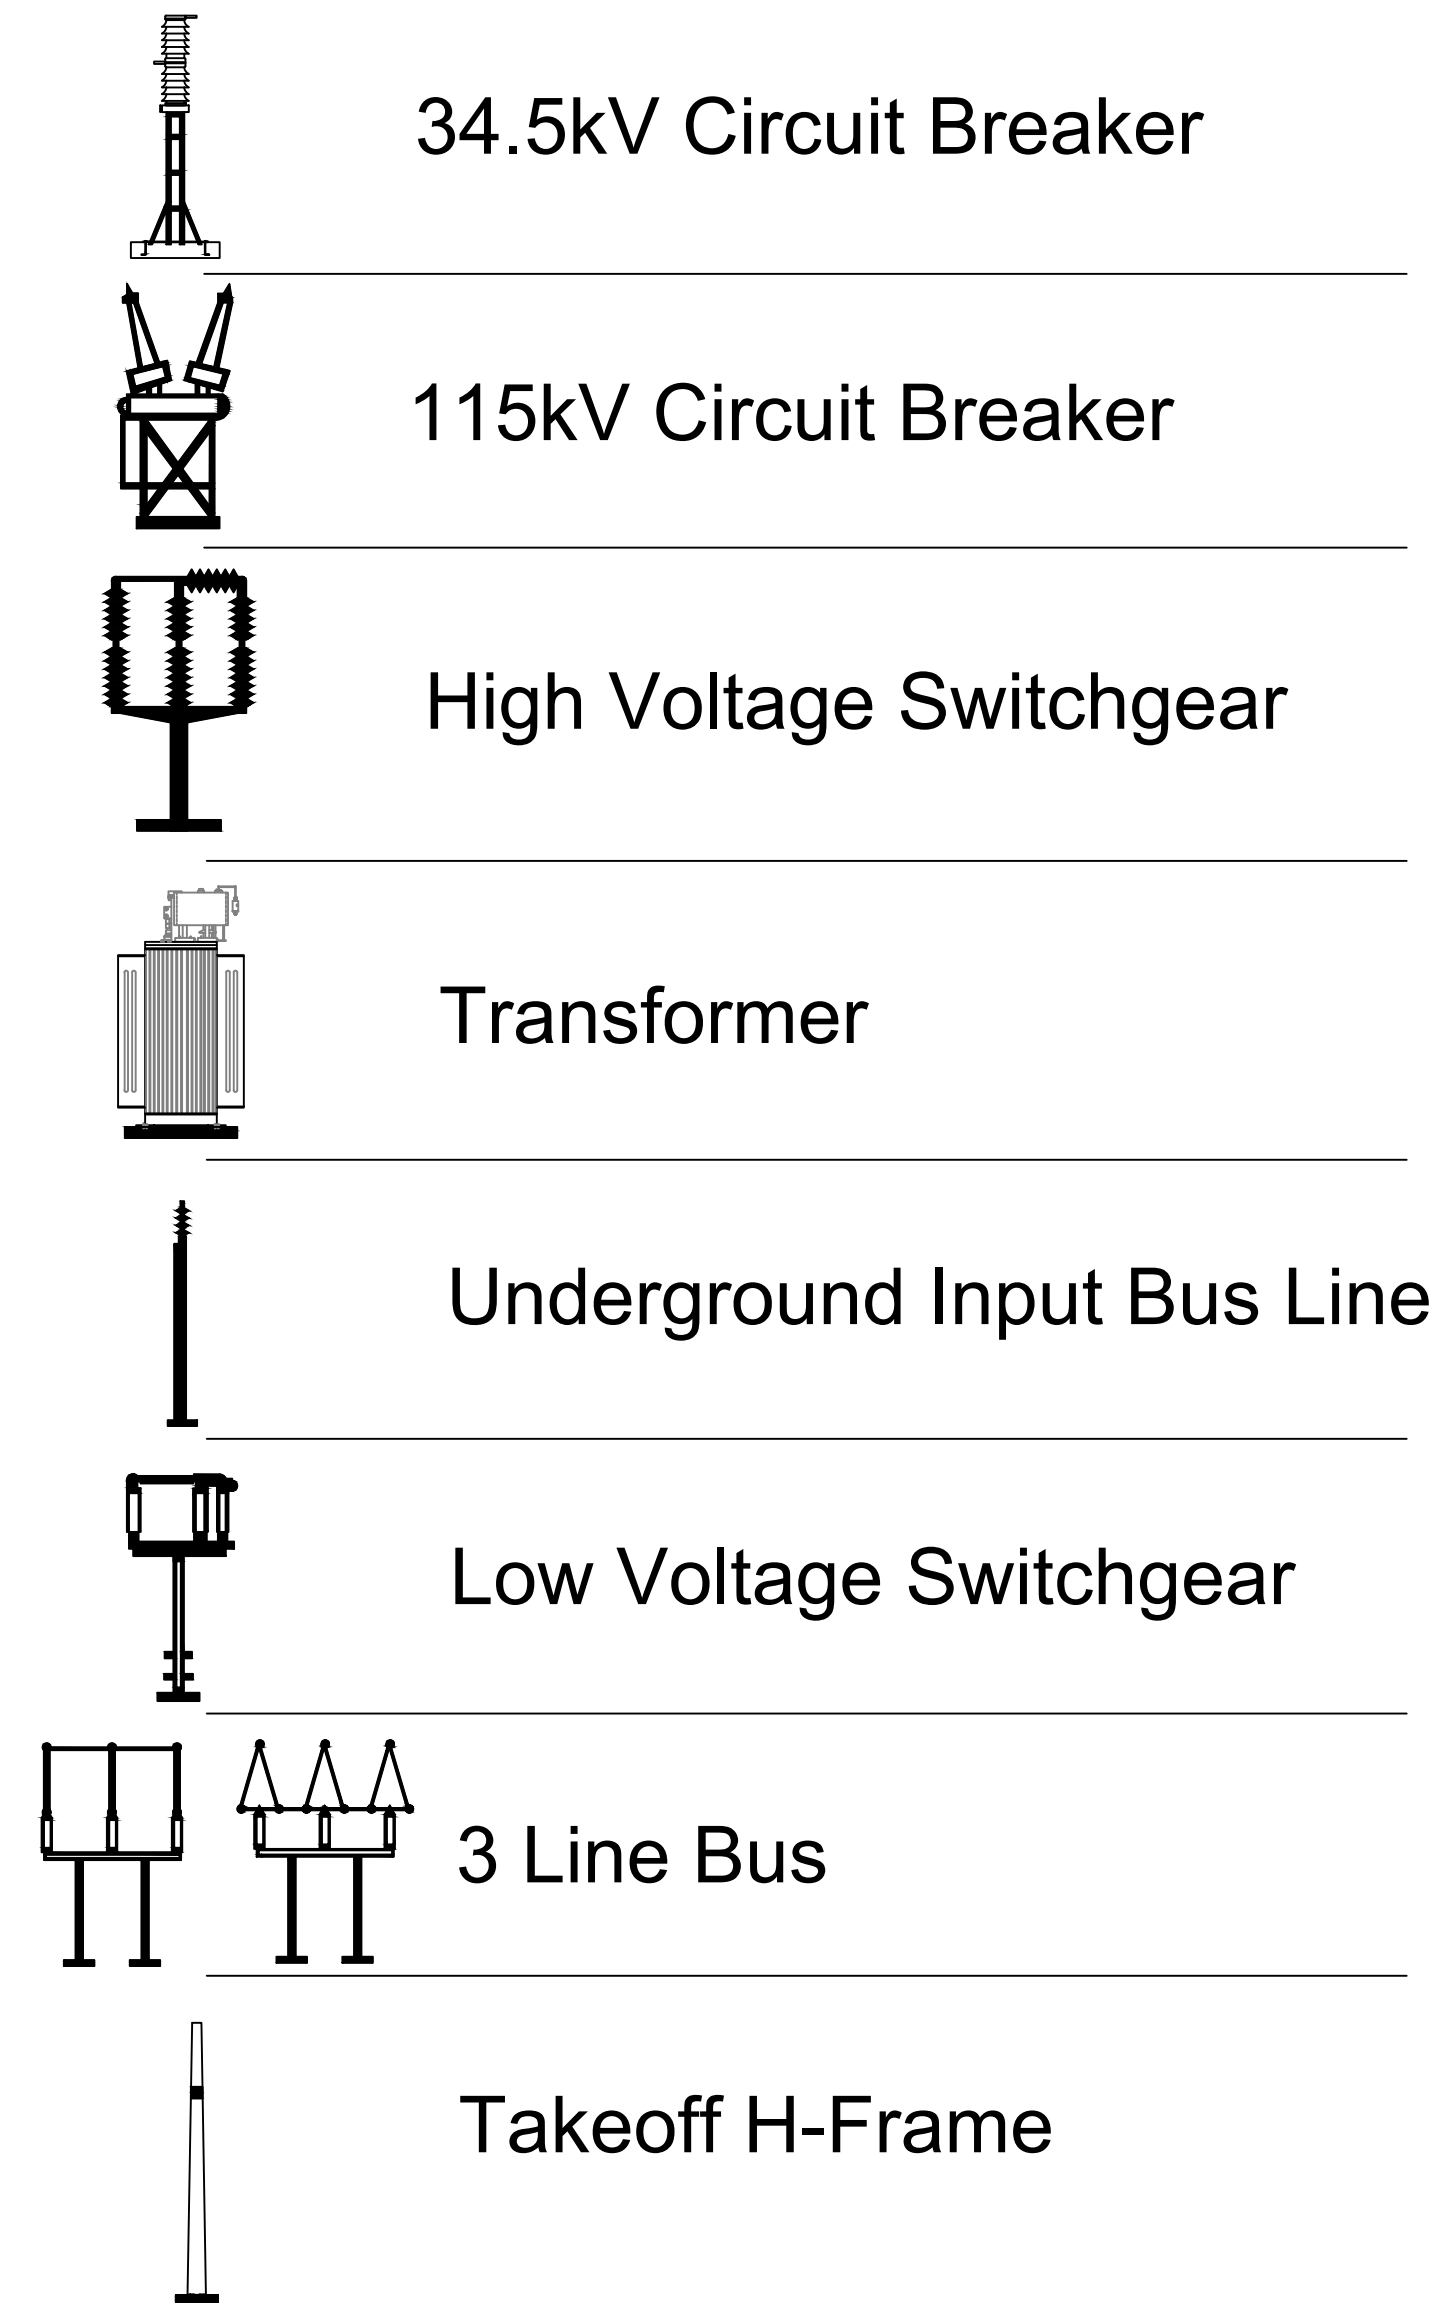 34.5kV Circuit Breaker
115kV Circuit Breaker
High Voltage Switchgear
Transformer
Underground Input Bus Line
Low Voltage Switchgear
3 Line Bus
Takeoff H-Frame